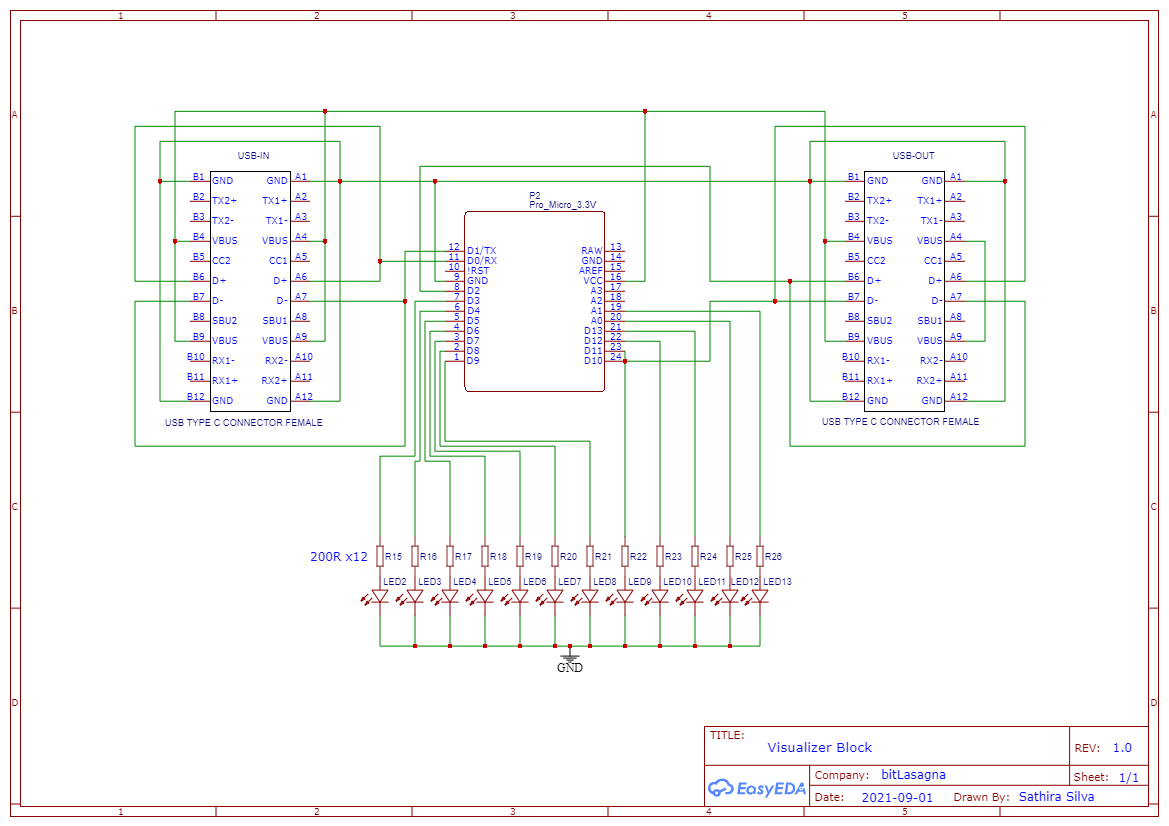 1 2 3 4 5
A A
USB-IN
USB-OUT
B1 GND GND A1
B2 TX2+ TX1+ A2
B3 TX2- TX1- A3
B4 VBUS VBUS A4
B5 CC2 CC1 A5
B6 D+ D+ A6
B7 D- D- A7
B8 SBU2 SBU1 A8
B9 VBUS VBUS A9
B10 RX1- RX2- A10
B11 RX1+ RX2+ A11
B12 GND GND A12
USB TYPE C CONNECTOR FEMALE
P2
Pro_Micro_3.3V
12 D1/TX RAW 13
11 D0/RX GND 14
10 !RST AREF 15
9 GND VCC 16
8 D2 A3 17
7 D3 A2 18
6 D4 A1 19
5 D5 A0 20
4 D6 D13 21
3 D7 D12 22
2 D8 D11 23
1 D9 D10 24
B1 GND GND A1
B2 TX2+ TX1+ A2
B3 TX2- TX1- A3
B4 VBUS VBUS A4
B5 CC2 CC1 A5
B6 D+ D+ A6
B7 D- D- A7
B8 SBU2 SBU1 A8
B9 VBUS VBUS A9
B10 RX1- RX2- A10
B11 RX1+ RX2+ A11
B12 GND GND A12
USB TYPE C CONNECTOR FEMALE
B B
C C
200R x12 R15 R16 R17 R18 R19 R20 R21 R22 R23 R24 R25 R26
LED2 LED3 LED4 LED5 LED6 LED7 LED8 LED9 LED10 LED11 LED12 LED13
GND
D D
TITLE:
Visualizer Block
REV: 1.0
EasyEDA
Company: bitLasagna
Sheet: 1/1
Date: 2021-09-01 Drawn By: Sathira Silva
1 2 3 4 5